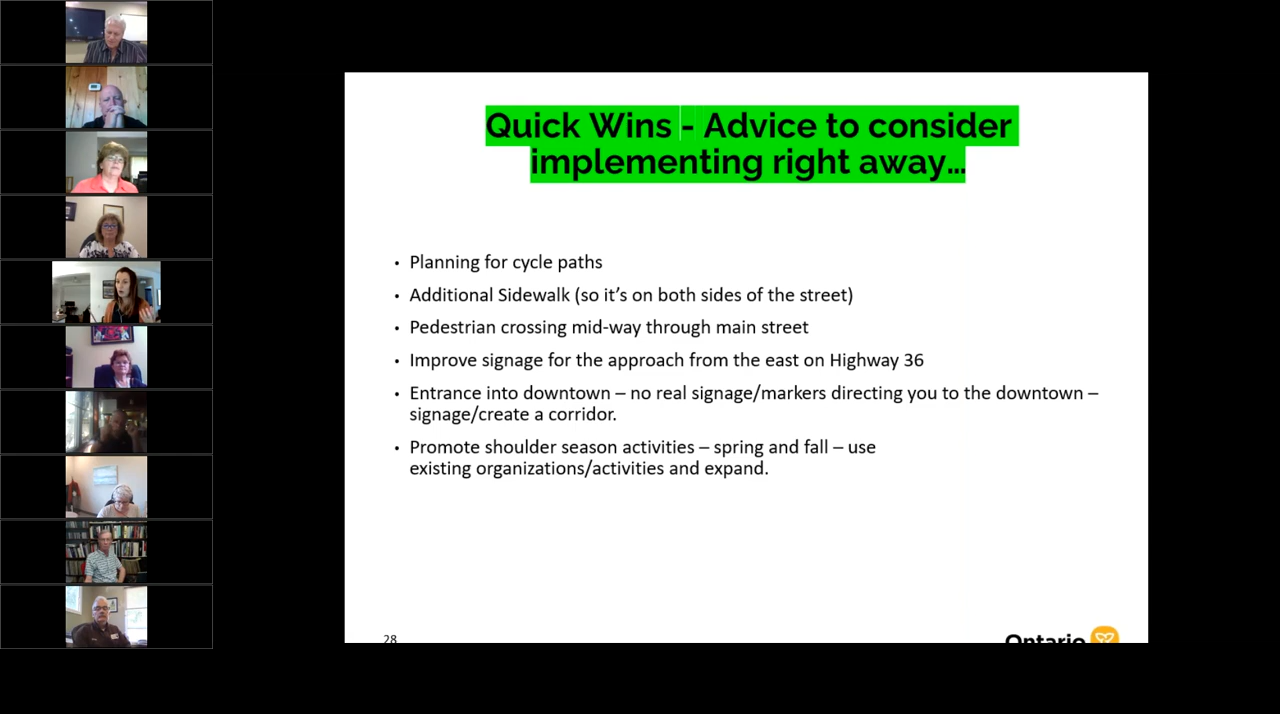 Quick Wins - Advice to consider
implementing right away...
• Planning for cycle paths
• Additional Sidewalk (so it’s on both sides of the street)
• Pedestrian crossing mid-way through main street
• Improve signage for the approach from the east on Highway 36
• Entrance into downtown – no real signage/markers directing you to the downtown –
signage/create a corridor.
• Promote shoulder season activities – spring and fall – use
existing organizations/activities and expand.
28
Ontario